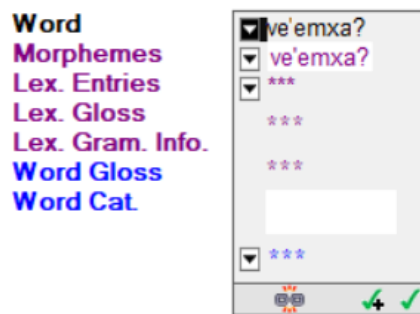 Word ve'emxa?
Morphemes ve'emxa?
Lex. Entries ***
Lex. Gloss ***
Lex. Gram. Info. ***
Word Gloss
Word Cat. ***